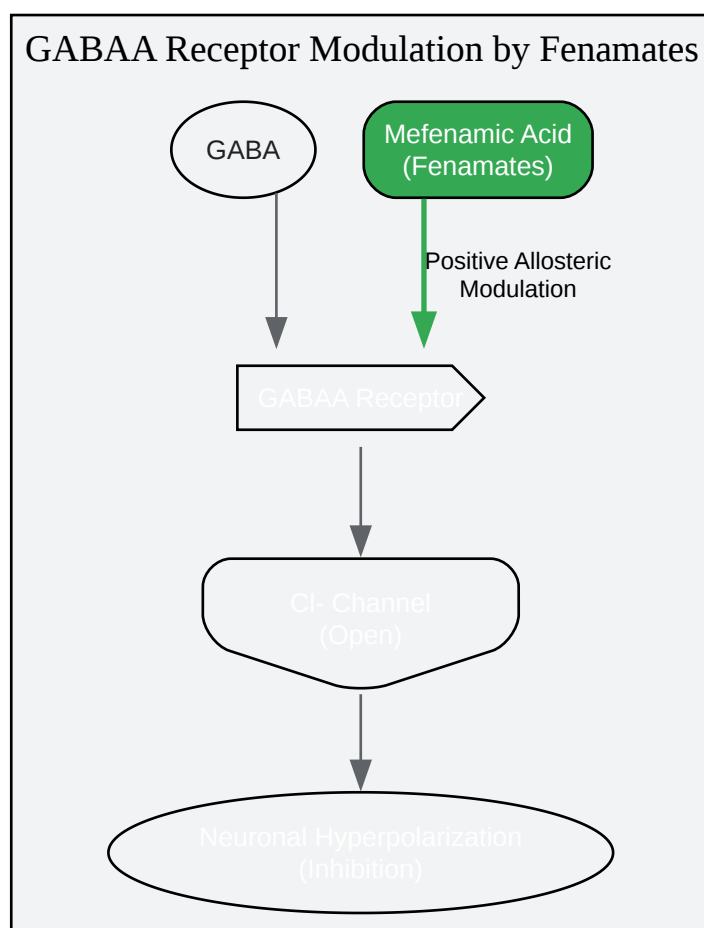 GABAA Receptor Modulation by Fenamates
GABA
Mefenamic Acid
(Fenamates)
Positive Allosteric
Modulation
GABAA Receptor
Cl- Channel
(Open)
Neuronal Hyperpolarization
(Inhibition)